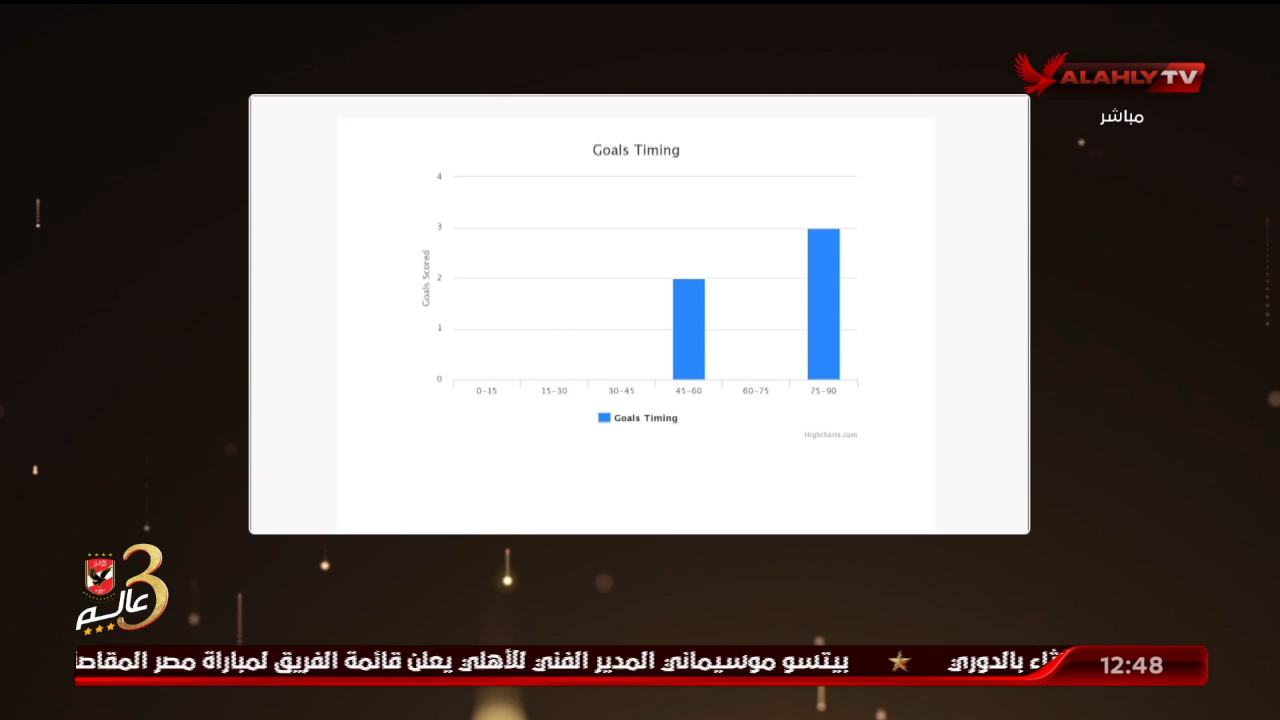 ALAHLY TV
مباشر
Goals Timing
4
3
2
1
0
Goals Scored
0-15 15-30 30-45 45-60 60-75 75-90
Goals Timing
Highcharts.com
3
عالم
بالدوري ★ بيتسو موسيماني المدير الفني للأهلي يعلن قائمة الفريق لمباراة مصر
12:48